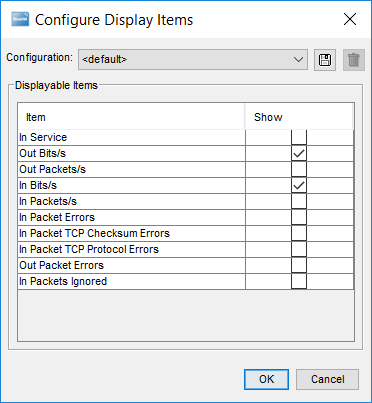 Configure Display Items
Configuration: <default>
Displayable Items
Item Show
In Service
Out Bits/s
Out Packets/s
In Bits/s
In Packets/s
In Packet Errors
In Packet TCP Checksum Errors
In Packet TCP Protocol Errors
Out Packet Errors
In Packets Ignored
OK Cancel